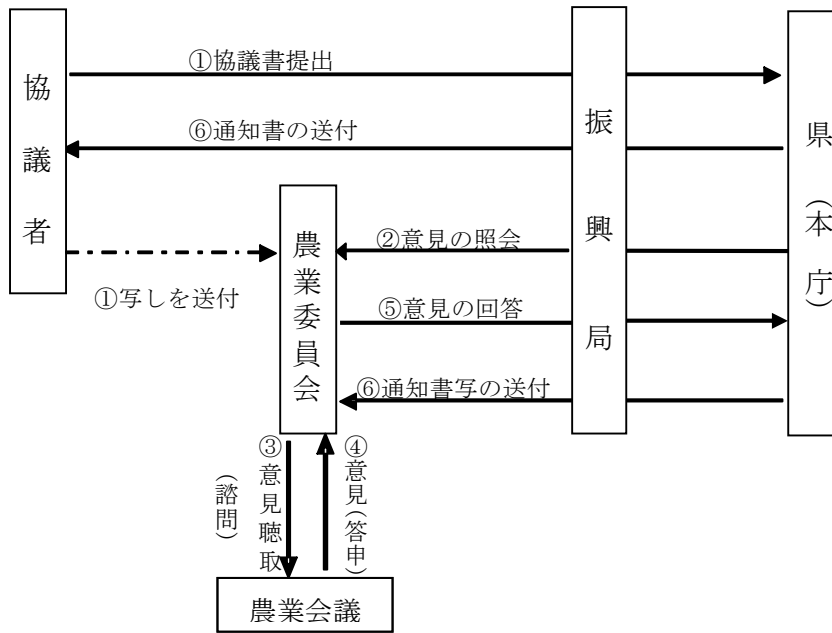 協議者
①協議書提出
⑥通知書の送付
①写しを送付
農業委員会
②意見の照会
⑤意見の回答
⑥通知書写の送付
振興局
県(本庁)
③意見聴取
(諮問)
④意見(答申)
農業会議